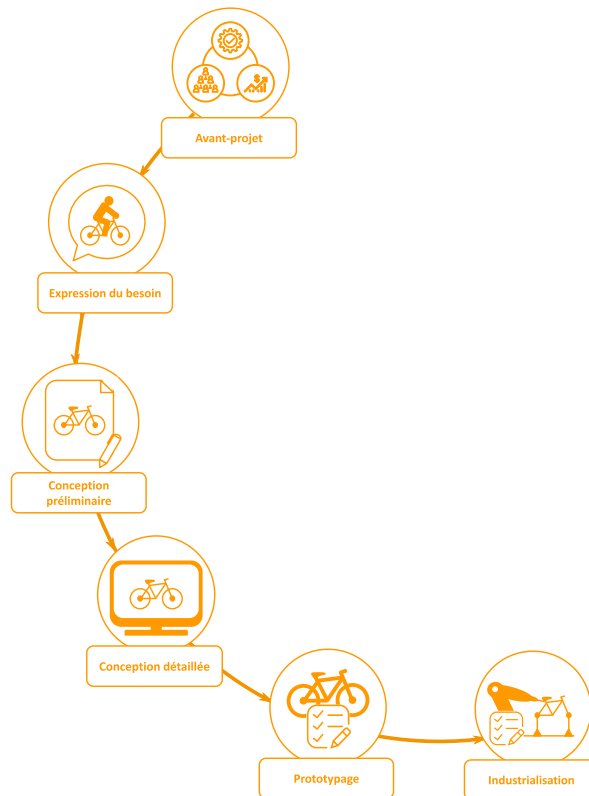 Avant-projet
Expression du besoin
Conception
préliminaire
Conception détaillée
Prototypage
Industrialisation